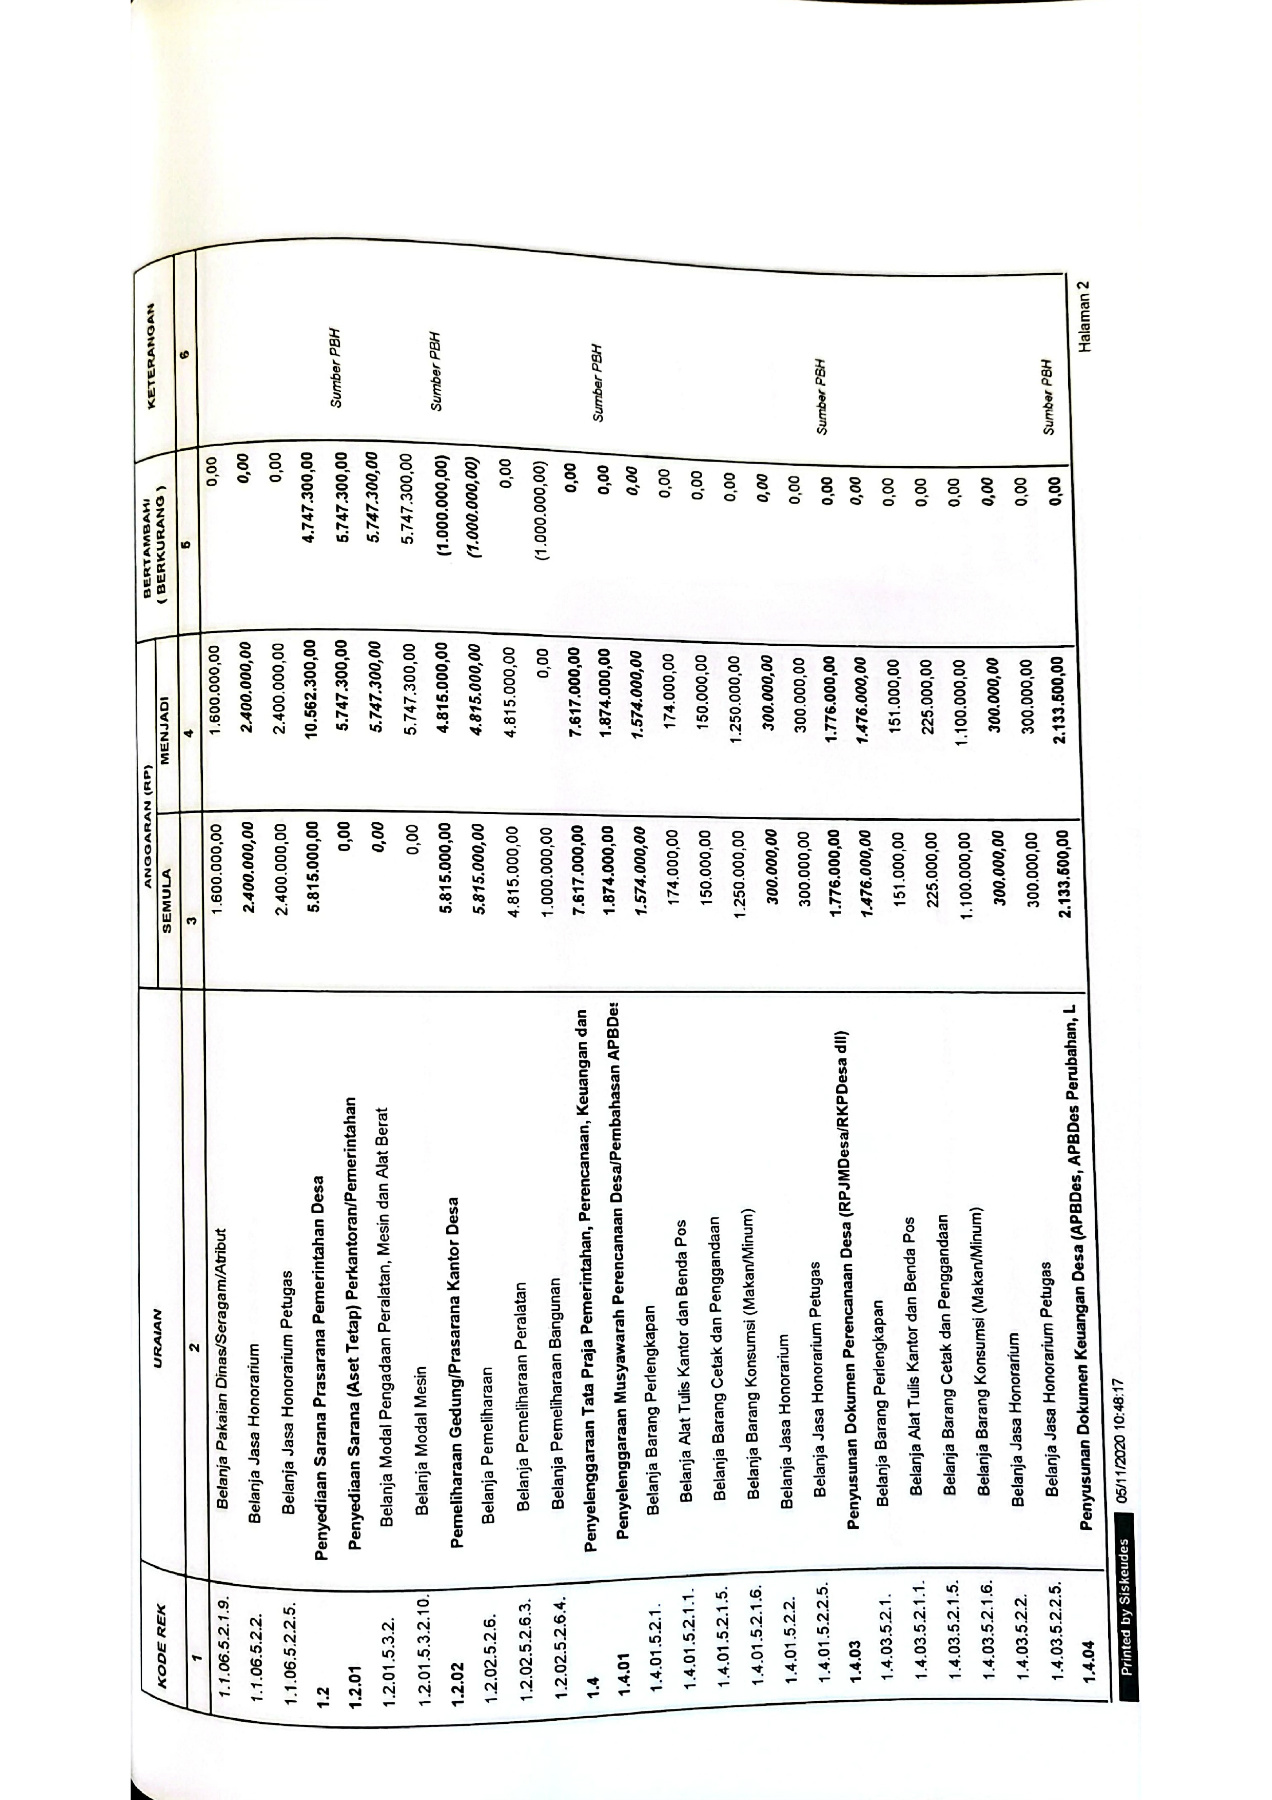 KODE REK URAIAN ANGGARAN (RP) BERTAMBAH/ ( BERKURANG ) KETERANGAN
SEMULA MENJADI
1 2 3 4 5 6
1.1.06.5.2.1.9. Belanja Pakaian Dinas/Seragam/Atribut 1.600.000,00 1.600.000,00 0,00
1.1.06.5.2.2. Belanja Jasa Honorarium 2.400.000,00 2.400.000,00 0,00
1.1.06.5.2.2.5. Belanja Jasa Honorarium Petugas 2.400.000,00 2.400.000,00 0,00
1.2 Penyediaan Sarana Prasarana Pemerintahan Desa 5.815.000,00 10.562.300,00 4.747.300,00
1.2.01 Penyediaan Sarana (Aset Tetap) Perkantoran/Pemerintahan 0,00 5.747.300,00 5.747.300,00 Sumber PBH
1.2.01.5.3.2. Belanja Modal Pengadaan Peralatan, Mesin dan Alat Berat 0,00 5.747.300,00 5.747.300,00
1.2.01.5.3.2.10. Belanja Modal Mesin 0,00 5.747.300,00 5.747.300,00
1.2.02 Pemeliharaan Gedung/Prasarana Kantor Desa 5.815.000,00 4.815.000,00 (1.000.000,00) Sumber PBH
1.2.02.5.2.6. Belanja Pemeliharaan 5.815.000,00 4.815.000,00 (1.000.000,00)
1.2.02.5.2.6.3. Belanja Pemeliharaan Peralatan 4.815.000,00 4.815.000,00 0,00
1.2.02.5.2.6.4. Belanja Pemeliharaan Bangunan 1.000.000,00 0,00 (1.000.000,00)
1.4 Penyelenggaraan Tata Praja Pemerintahan, Perencanaan, Keuangan dan 7.617.000,00 7.617.000,00 0,00
1.4.01 Penyelenggaraan Musyawarah Perencanaan Desa/Pembahasan APBDes 1.874.000,00 1.874.000,00 0,00 Sumber PBH
1.4.01.5.2.1. Belanja Barang Perlengkapan 1.574.000,00 1.574.000,00 0,00
1.4.01.5.2.1.1. Belanja Alat Tulis Kantor dan Benda Pos 174.000,00 174.000,00 0,00
1.4.01.5.2.1.5. Belanja Barang Cetak dan Penggandaan 150.000,00 150.000,00 0,00
1.4.01.5.2.1.6. Belanja Barang Konsumsi (Makan/Minum) 1.250.000,00 1.250.000,00 0,00
1.4.01.5.2.2. Belanja Jasa Honorarium 300.000,00 300.000,00 0,00
1.4.01.5.2.2.5. Belanja Jasa Honorarium Petugas 300.000,00 300.000,00 0,00
1.4.03 Penyusunan Dokumen Perencanaan Desa (RPJMDesa/RKPDesa dll) 1.776.000,00 1.776.000,00 0,00 Sumber PBH
1.4.03.5.2.1. Belanja Barang Perlengkapan 1.476.000,00 1.476.000,00 0,00
1.4.03.5.2.1.1. Belanja Alat Tulis Kantor dan Benda Pos 151.000,00 151.000,00 0,00
1.4.03.5.2.1.5. Belanja Barang Cetak dan Penggandaan 225.000,00 225.000,00 0,00
1.4.03.5.2.1.6. Belanja Barang Konsumsi (Makan/Minum) 1.100.000,00 1.100.000,00 0,00
1.4.03.5.2.2. Belanja Jasa Honorarium 300.000,00 300.000,00 0,00
1.4.03.5.2.2.5. Belanja Jasa Honorarium Petugas 300.000,00 300.000,00 0,00
1.4.04 Penyusunan Dokumen Keuangan Desa (APBDes, APBDes Perubahan, L 2.133.500,00 2.133.500,00 0,00 Sumber PBH
Printed by Siskeudes 05/11/2020 10:48:17 Halaman 2